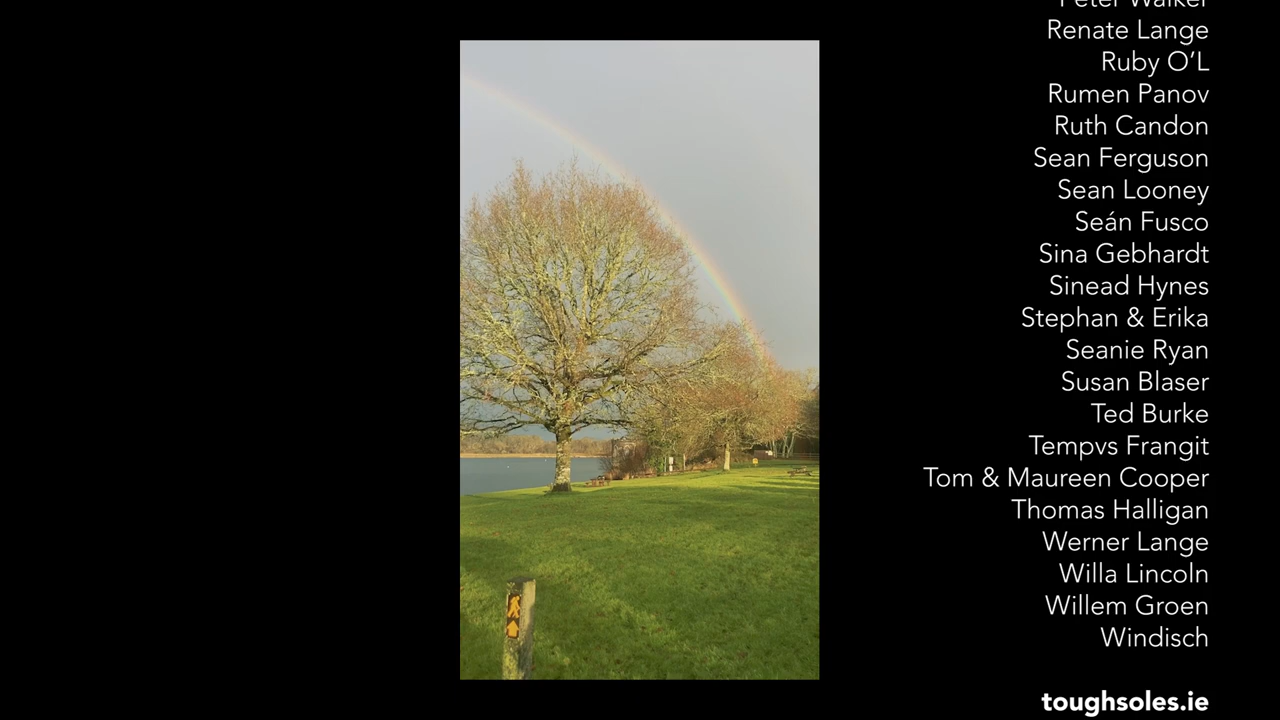 Peter Walker
Renate Lange
Ruby O’L
Rumen Panov
Ruth Candon
Sean Ferguson
Sean Looney
Seán Fusco
Sina Gebhardt
Sinead Hynes
Stephan & Erika
Seanie Ryan
Susan Blaser
Ted Burke
Tempvs Frangit
Tom & Maureen Cooper
Thomas Halligan
Werner Lange
Willa Lincoln
Willem Groen
Windisch
toughsoles.ie